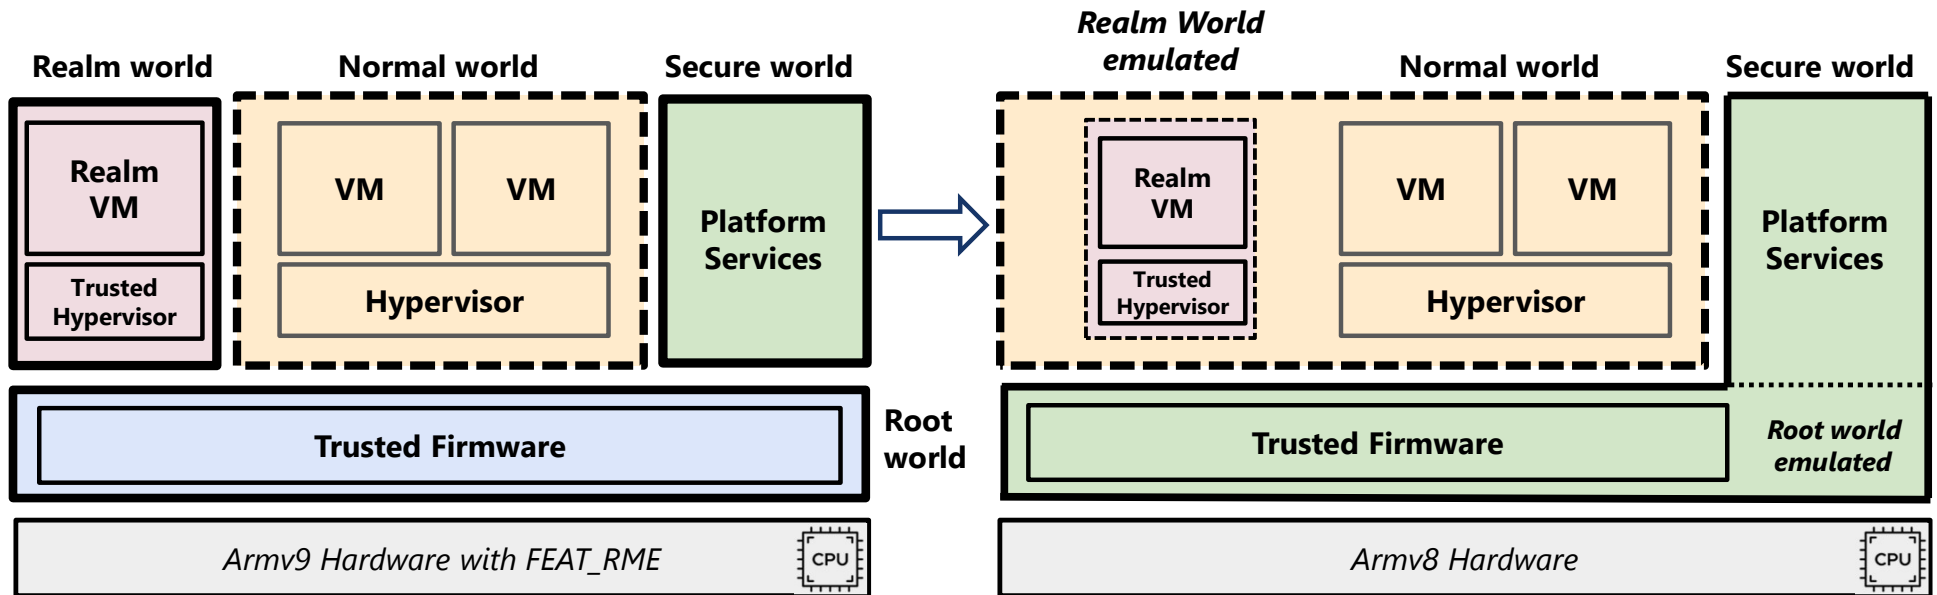 Realm world
Normal world
Secure world
Realm
VM
VM
VM
Platform
Services
Trusted
Hypervisor
Hypervisor
Trusted Firmware
Root
world
Armv9 Hardware with FEAT_RME
CPU
Realm World
emulated
Normal world
Secure world
Realm
VM
VM
VM
Platform
Services
Trusted
Hypervisor
Hypervisor
Trusted Firmware
Root world
emulated
Armv8 Hardware
CPU